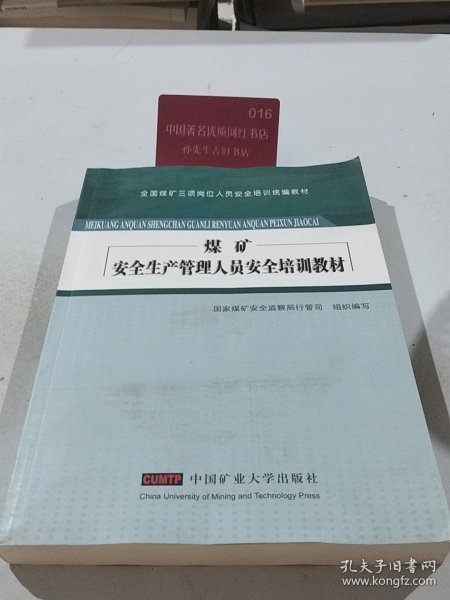 016
中国著名优质网红书店
孙先生古旧书店
全国煤矿三项岗位人员安全培训统编教材
MEIKUANG ANQUAN SHENGCHAN GUANLI RENYUAN ANQUAN PEIXUN JIAOCAI
煤矿
安全生产管理人员安全培训教材
国家煤矿安全监察局行管司 组织编写
CUMTP 中国矿业大学出版社
China University of Mining and Technology Press
孔夫子旧书网
www.kongfz.com